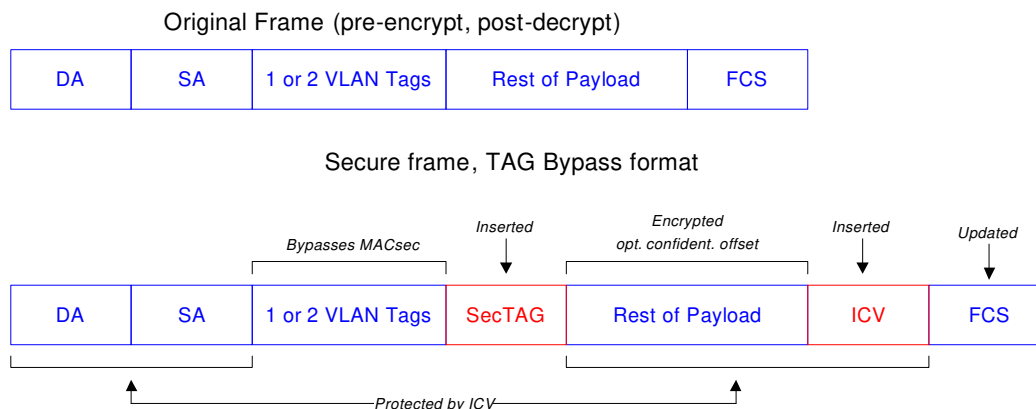 Original Frame (pre-encrypt, post-decrypt)
DA SA 1 or 2 VLAN Tags Rest of Payload FCS
Secure frame, TAG Bypass format
Bypasses MACsec Inserted Encrypted opt. confident. offset Inserted Updated
DA SA 1 or 2 VLAN Tags SecTAG Rest of Payload ICV FCS
Protected by ICV